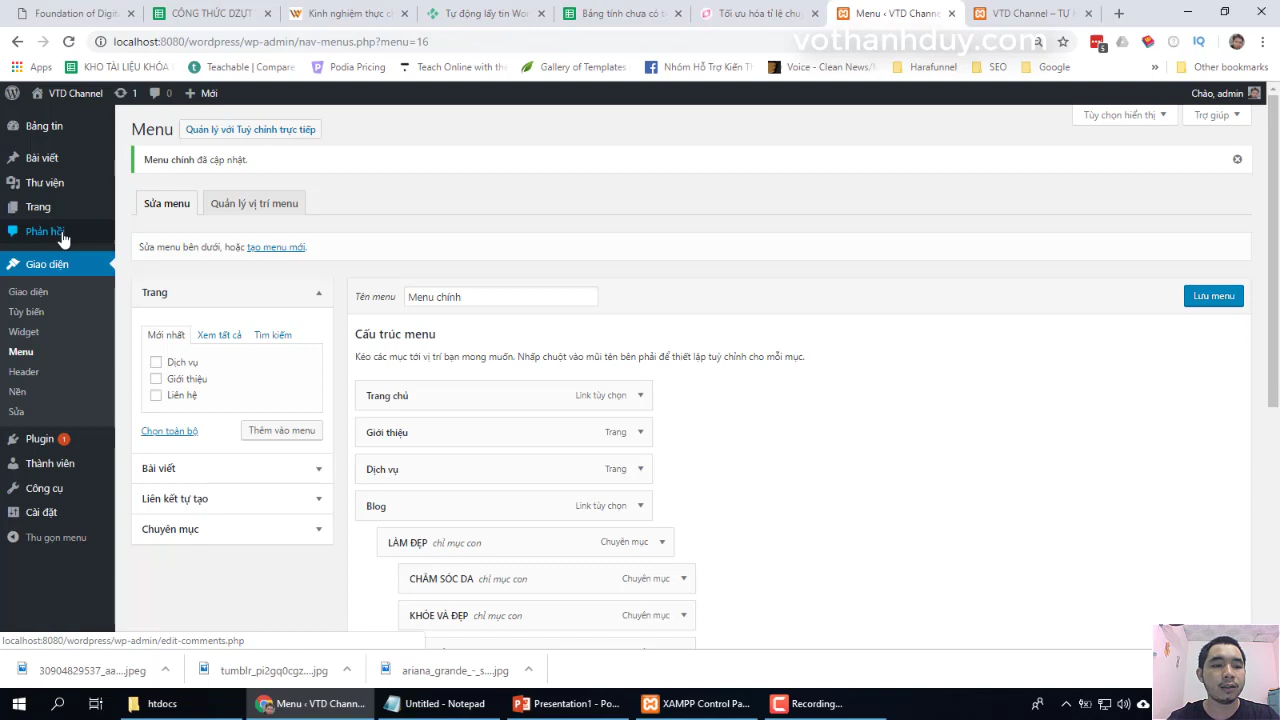 Foundation of Digita
CÔNG THỨC DZỰT
Kinh nghiệm thực c
Tự động lấy tin Wor
Bảng tính chưa có t
Tối ưu hóa tỉ lệ chu
Menu ‹ VTD Channe
VTD Channel – TỰ H
localhost:8080/wordpress/wp-admin/nav-menus.php?menu=16
vothanhduy.com
5
IQ
Apps
KHO TÀI LIỆU KHÓA
Teachable | Compare
Podia Pricing
Teach Online with the
Gallery of Templates
Nhóm Hỗ Trợ Kiến T
Voice - Clean / News
Harafunnel
SEO
Google
»
Other bookmarks
VTD Channel
1
0
Mới
Chào, admin
Bảng tin
Bài viết
Thư viện
Trang
Phản hồi
Giao diện
Giao diện
Tùy biến
Widget
Menu
Header
Nền
Sửa
Plugin 1
Thành viên
Công cụ
Cài đặt
Thu gọn menu
Tùy chọn hiển thị
Trợ giúp
Menu
Quản lý với Tuỳ chỉnh trực tiếp
Menu chính đã cập nhật.
Sửa menu
Quản lý vị trí menu
Sửa menu bên dưới, hoặc tạo menu mới.
Trang
Mới nhất
Xem tất cả
Tìm kiếm
Dịch vụ
Giới thiệu
Liên hệ
Chọn toàn bộ
Thêm vào menu
Bài viết
Liên kết tự tạo
Chuyên mục
Tên menu
Menu chính
Lưu menu
Cấu trúc menu
Kéo các mục tới vị trí bạn mong muốn. Nhấp chuột vào mũi tên bên phải để thiết lập tuỳ chỉnh cho mỗi mục.
Trang chủ Link tùy chọn
Giới thiệu Trang
Dịch vụ Trang
Blog Link tùy chọn
LÀM ĐẸP chỉ mục con Chuyên mục
CHĂM SÓC DA chỉ mục con Chuyên mục
KHỎE VÀ ĐẸP chỉ mục con Chuyên mục
localhost:8080/wordpress/wp-admin/edit-comments.php
30904829537_aa....jpeg
tumblr_pi2gq0cgz....jpg
ariana_grande_-_s....jpg
htdocs
Menu ‹ VTD Chann...
Untitled - Notepad
Presentation1 - Po...
XAMPP Control Pa...
Recording...